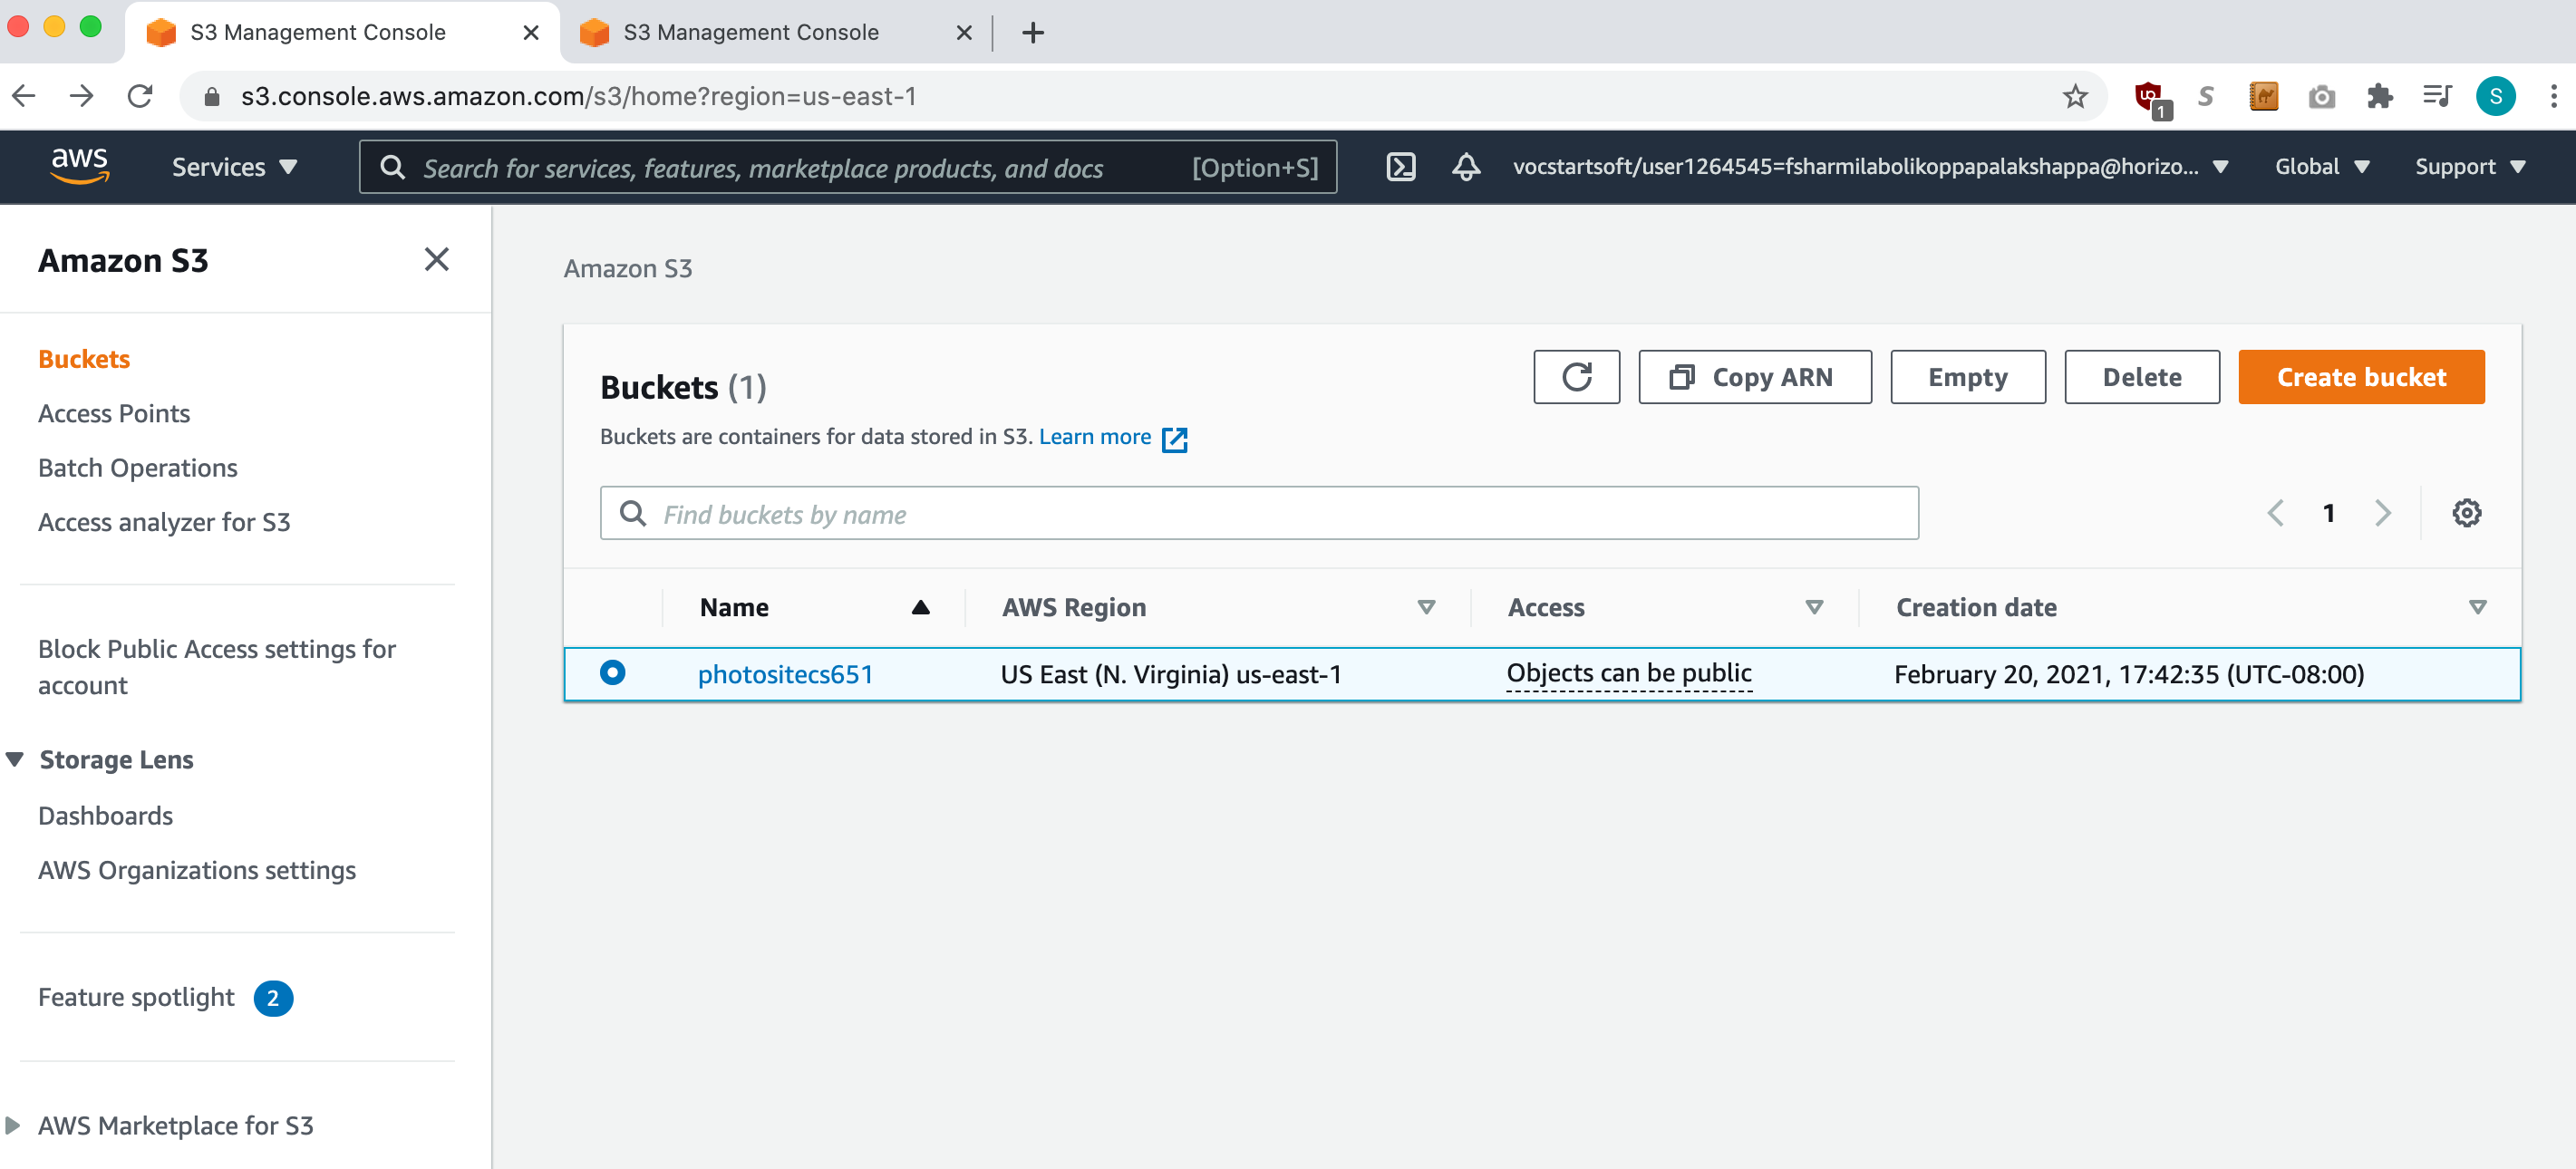 S3 Management Console
S3 Management Console
s3.console.aws.amazon.com/s3/home?region=us-east-1
1
S
S
aws
Services
Search for services, features, marketplace products, and docs [Option+S]
vocstartsoft/user1264545=fsharmilabolikoppapalakshappa@horizo...
Global
Support
Amazon S3
Buckets
Access Points
Batch Operations
Access analyzer for S3
Block Public Access settings for
account
Storage Lens
Dashboards
AWS Organizations settings
Feature spotlight 2
AWS Marketplace for S3
Amazon S3
Buckets (1)
Copy ARN
Empty
Delete
Create bucket
Buckets are containers for data stored in S3. Learn more
Find buckets by name
1
Name AWS Region Access Creation date
photositecs651 US East (N. Virginia) us-east-1 Objects can be public February 20, 2021, 17:42:35 (UTC-08:00)